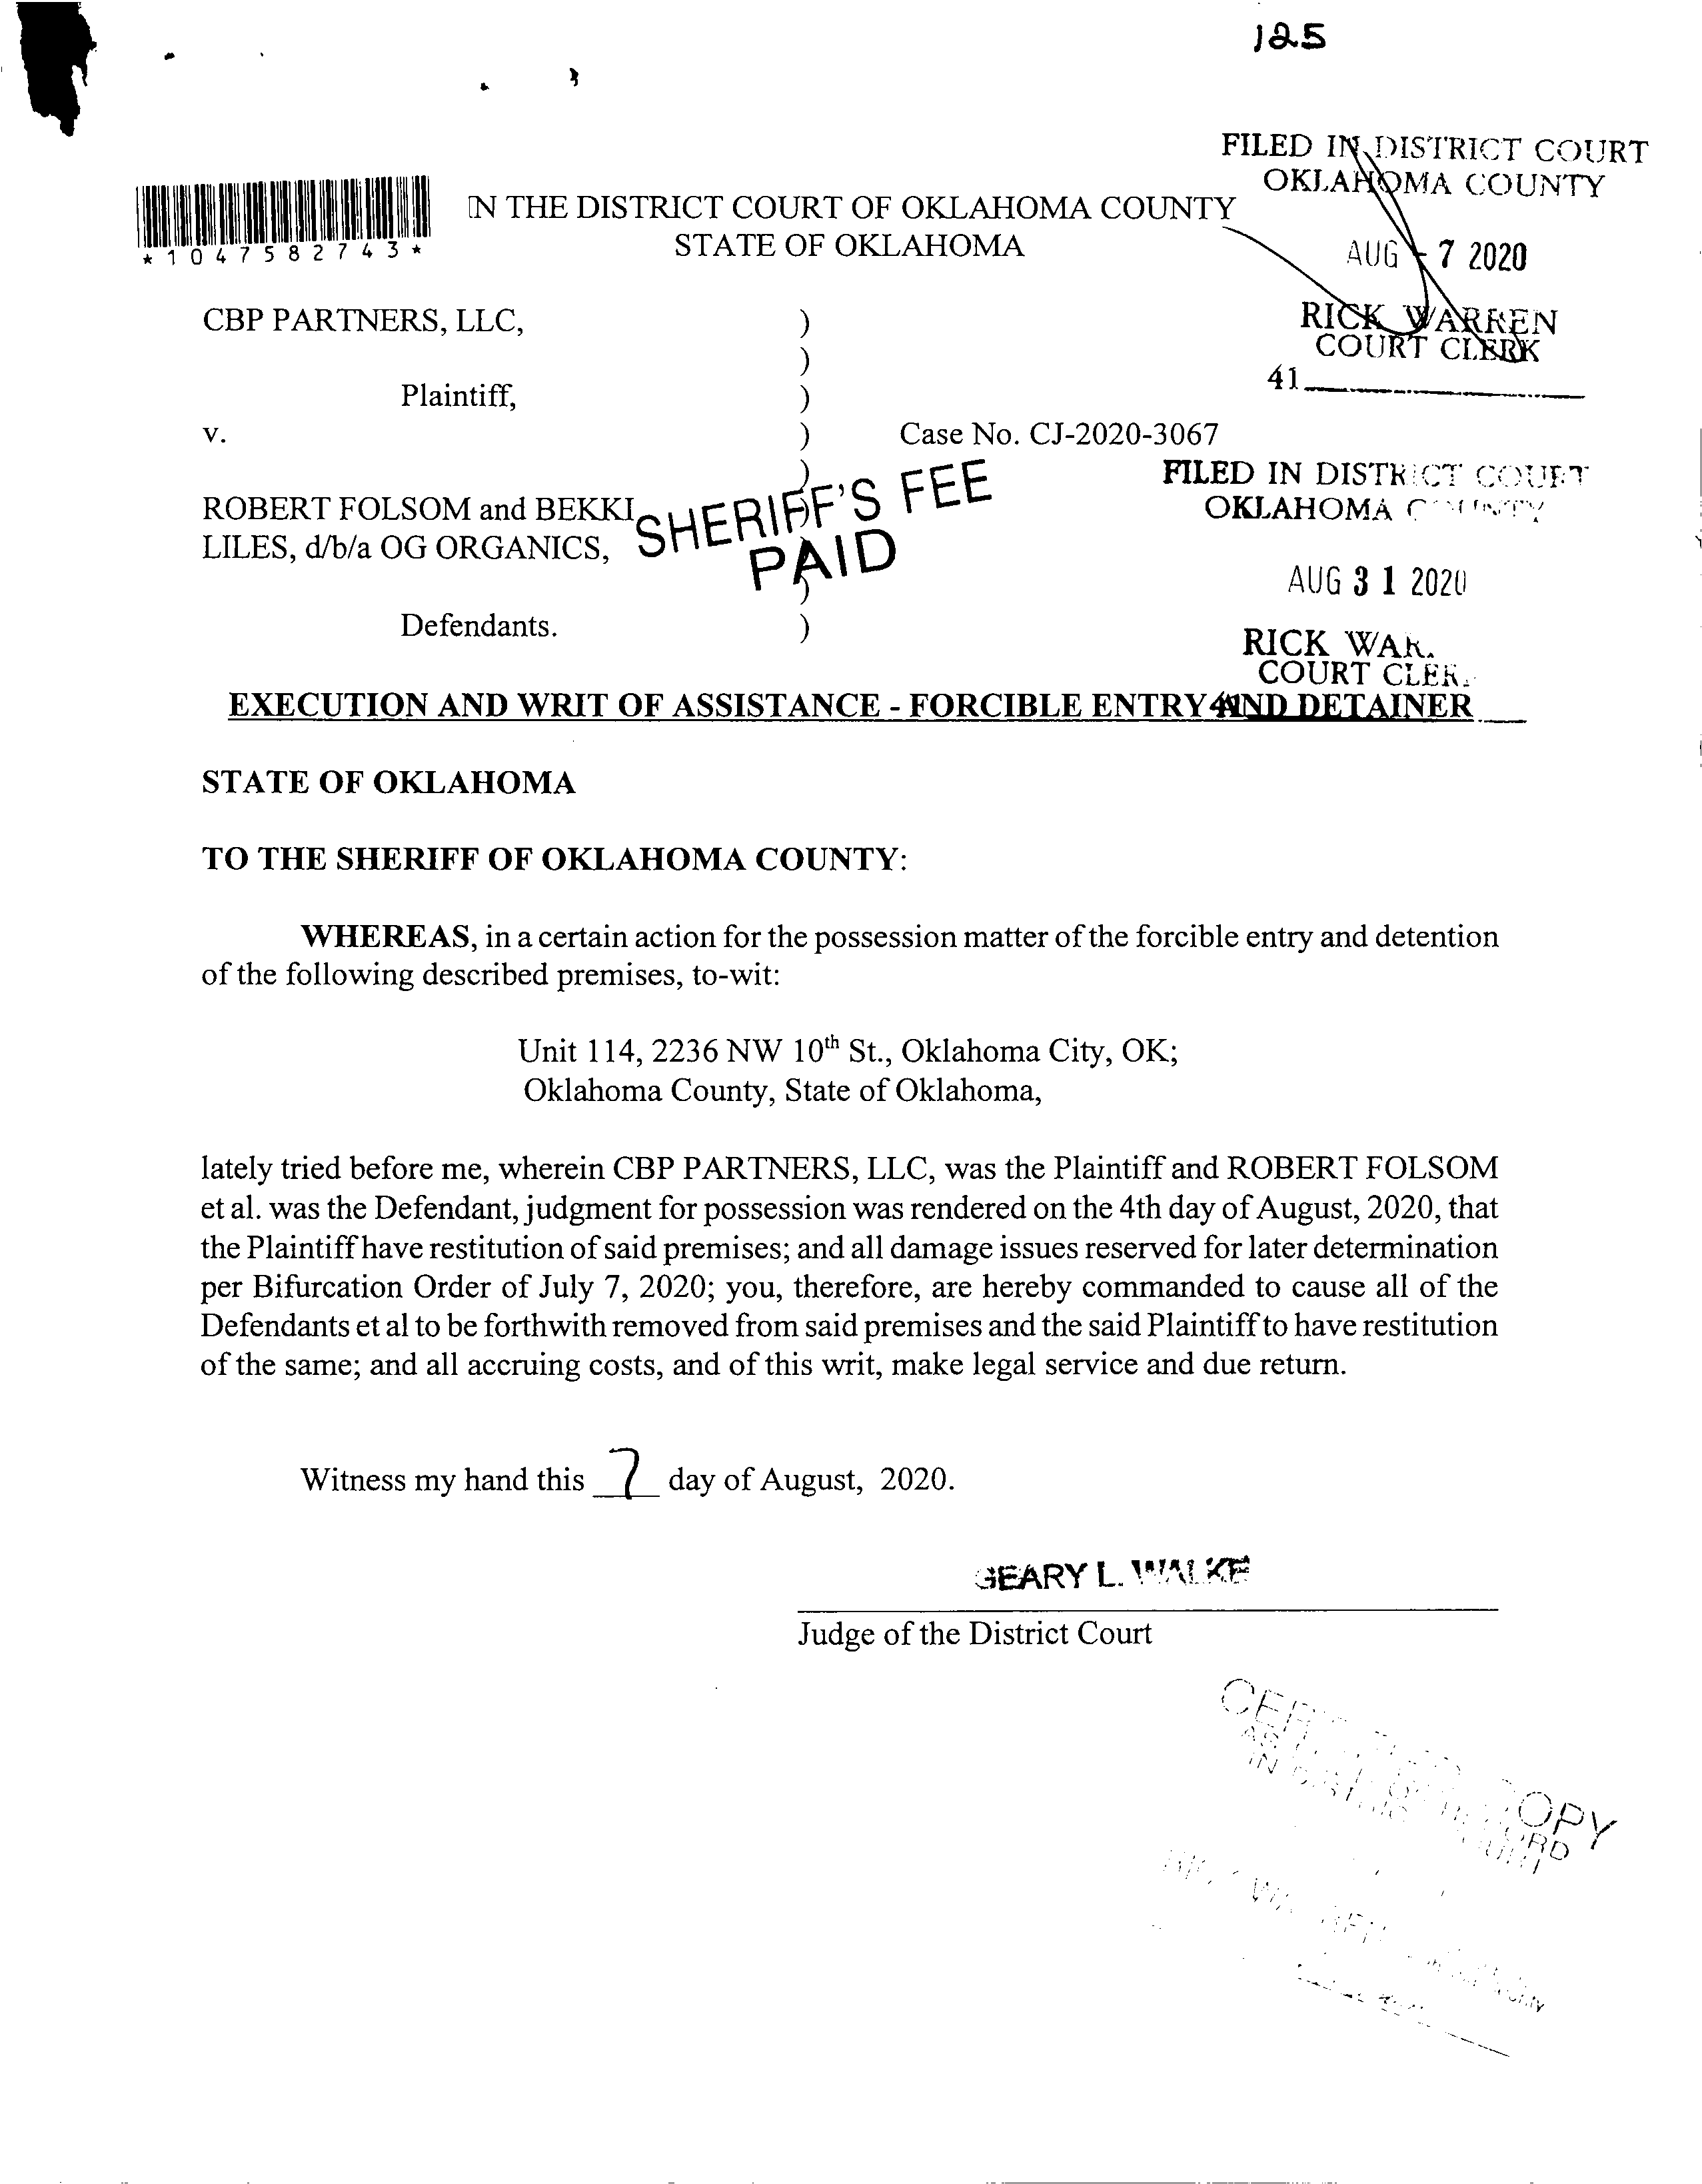 125
FILED IN DISTRICT COURT
OKLAHOMA COUNTY
AUG - 7 2020
RICK WARREN
COURT CLERK
41
*1047582743*
IN THE DISTRICT COURT OF OKLAHOMA COUNTY
STATE OF OKLAHOMA
CBP PARTNERS, LLC, )
)
Plaintiff, )
v. ) Case No. CJ-2020-3067
)
ROBERT FOLSOM and BEKKI )
LILES, d/b/a OG ORGANICS, )
)
Defendants. )
SHERIFF'S FEE
PAID
FILED IN DISTRICT COURT
OKLAHOMA COUNTY
AUG 31 2020
RICK WAR
COURT CLER
41
EXECUTION AND WRIT OF ASSISTANCE - FORCIBLE ENTRY AND DETAINER
STATE OF OKLAHOMA
TO THE SHERIFF OF OKLAHOMA COUNTY:
WHEREAS, in a certain action for the possession matter of the forcible entry and detention
of the following described premises, to-wit:
Unit 114, 2236 NW 10th St., Oklahoma City, OK;
Oklahoma County, State of Oklahoma,
lately tried before me, wherein CBP PARTNERS, LLC, was the Plaintiff and ROBERT FOLSOM
et al. was the Defendant, judgment for possession was rendered on the 4th day of August, 2020, that
the Plaintiff have restitution of said premises; and all damage issues reserved for later determination
per Bifurcation Order of July 7, 2020; you, therefore, are hereby commanded to cause all of the
Defendants et al to be forthwith removed from said premises and the said Plaintiff to have restitution
of the same; and all accruing costs, and of this writ, make legal service and due return.
Witness my hand this 7 day of August, 2020.
GEARY L. WALKE
Judge of the District Court
COPY